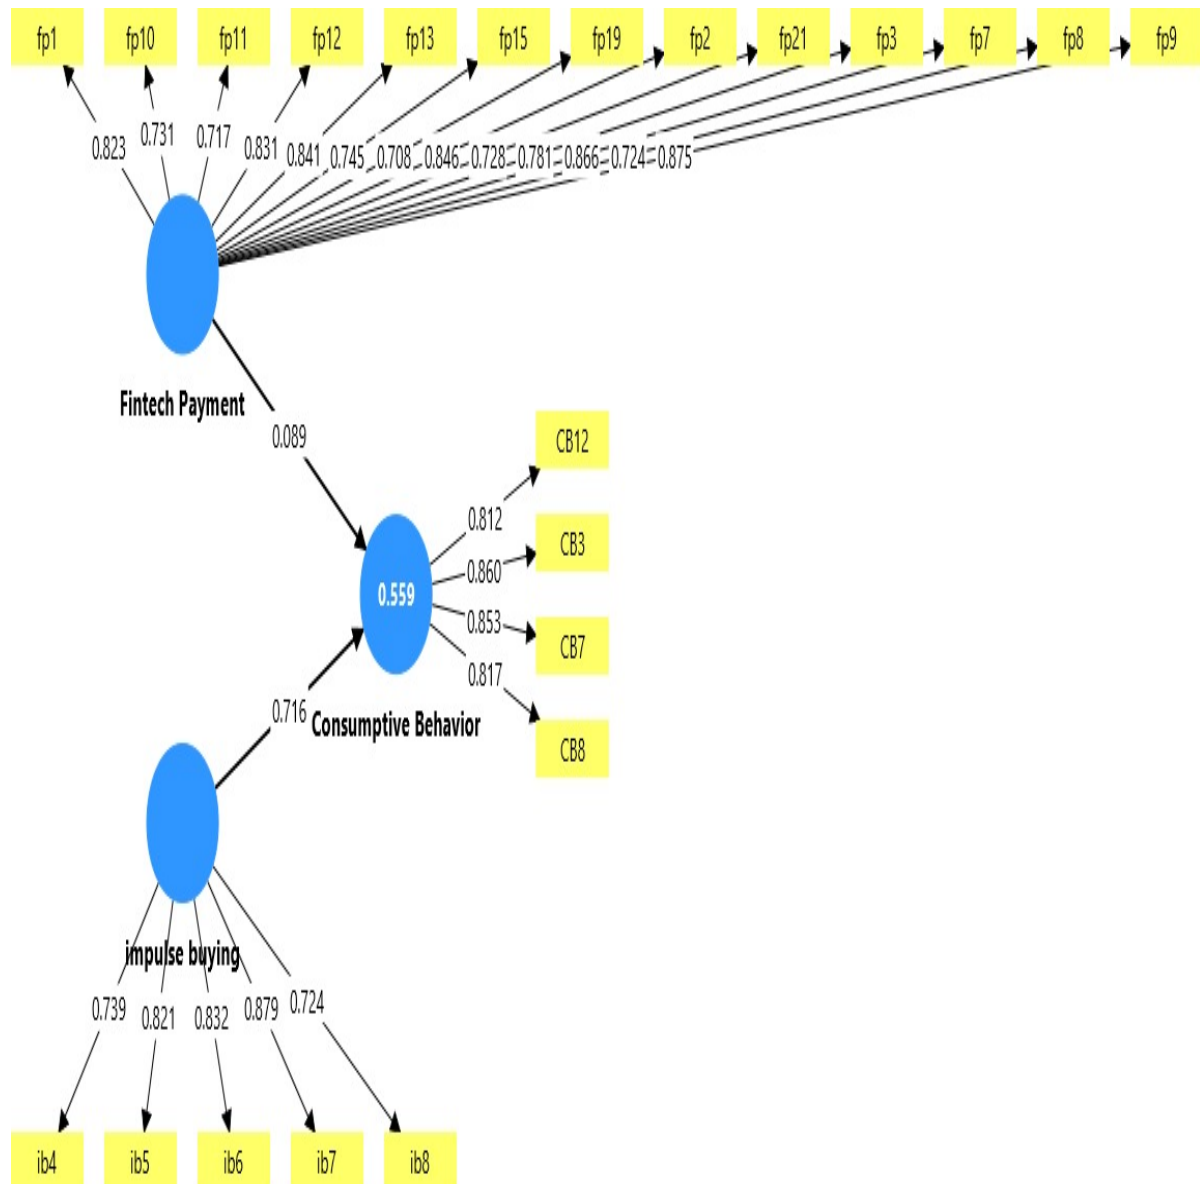 fp1 fp10 fp11 fp12 fp13 fp15 fp19 fp2 fp21 fp3 fp7 fp8 fp9
0.823 0.731 0.717 0.831 0.841 0.745 0.708 0.846 0.728 0.781 0.866 0.724 0.875
Fintech Payment
0.089
CB12
0.812
CB3
0.860
0.559
0.853
CB7
0.817
0.716
Consumptive Behavior
CB8
impulse buying
0.739 0.821 0.832 0.879 0.724
ib4 ib5 ib6 ib7 ib8